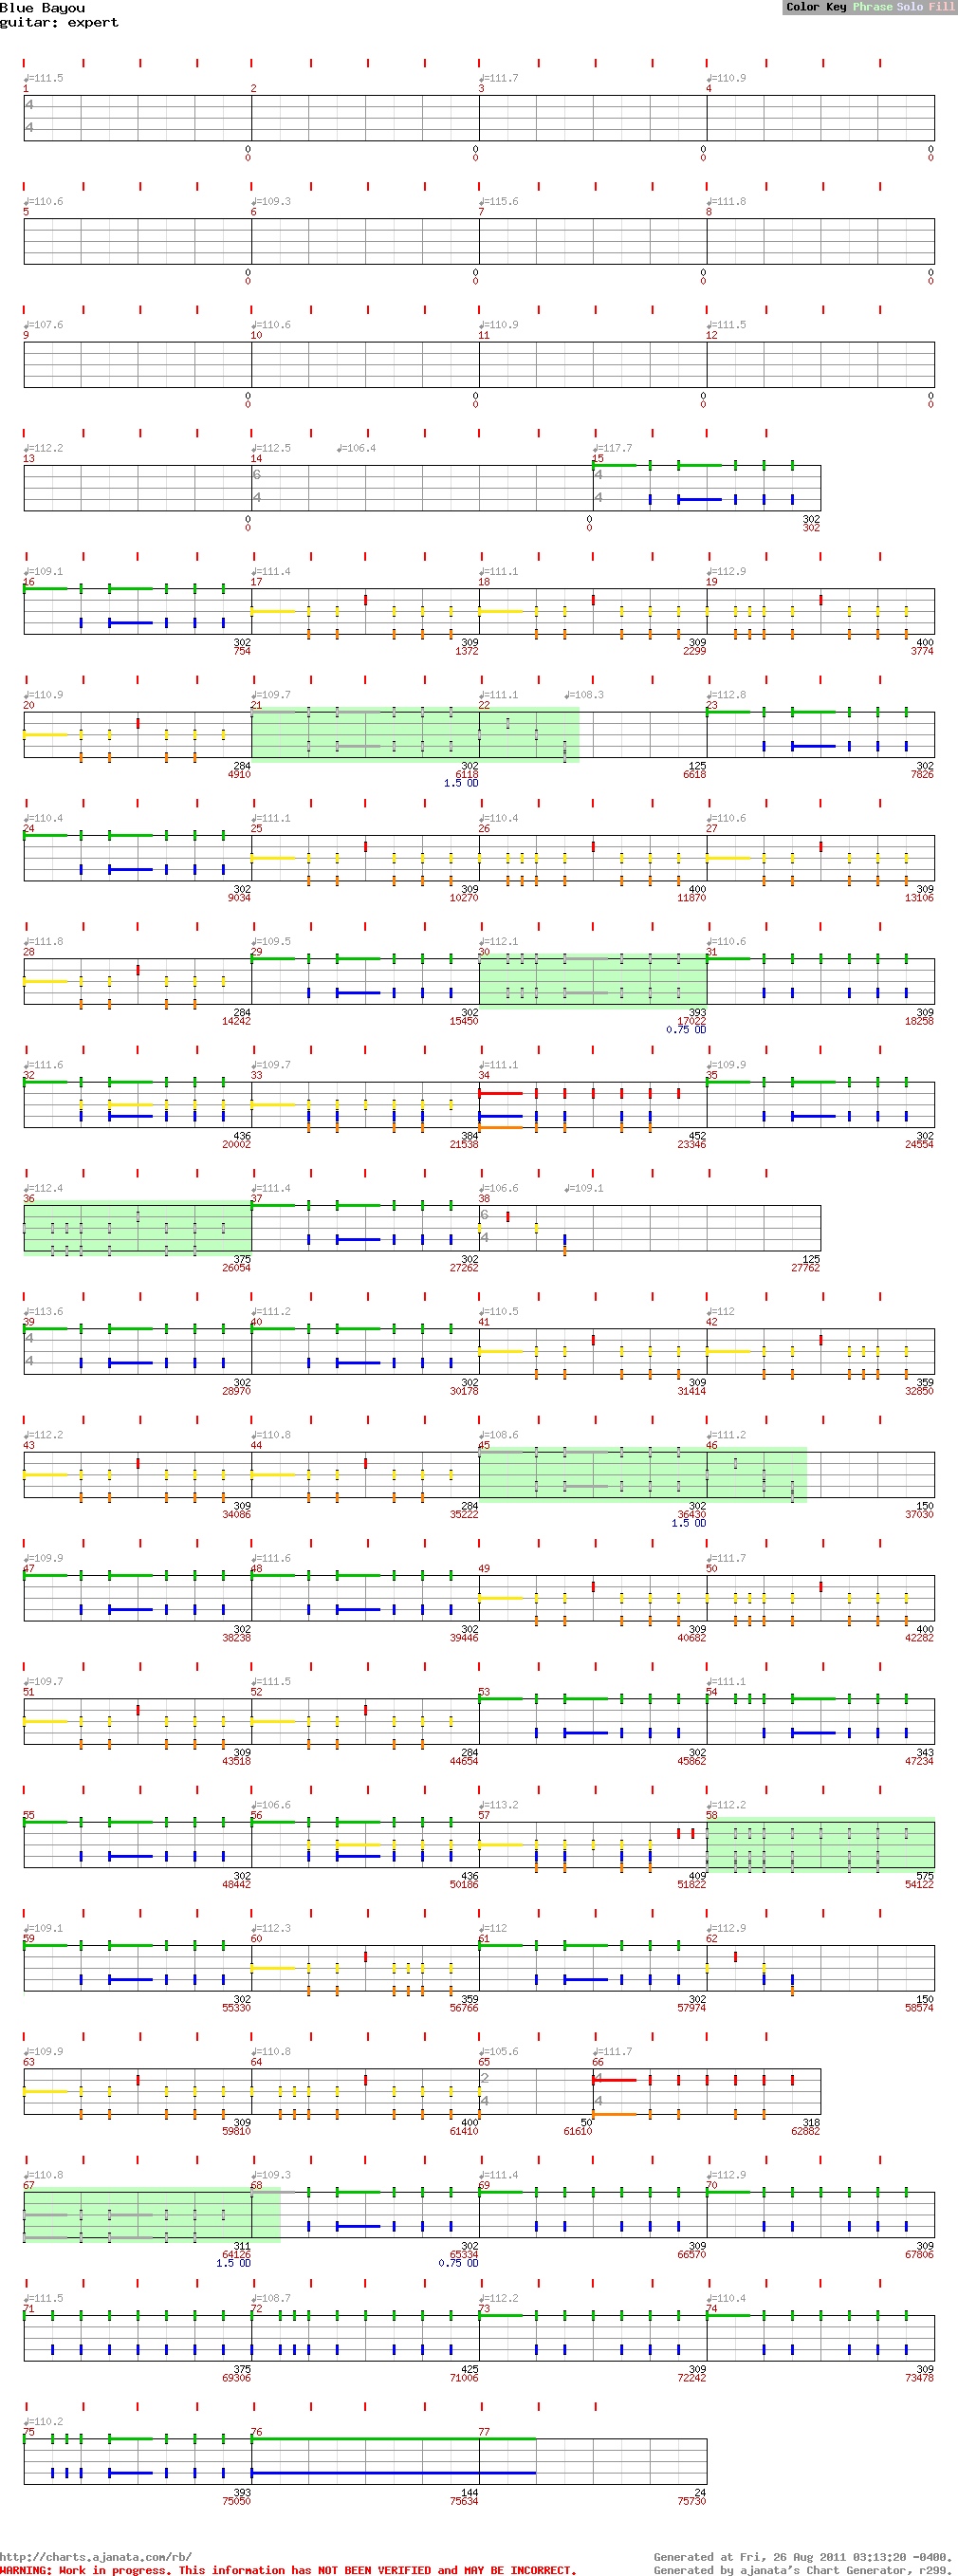 Blue Bayou
Color Key Phrase Solo Fill
guitar: expert
♩=111.5 ♩=111.7 ♩=110.9
1 2 3 4
4
4
0 0 0 0
0 0 0 0
♩=110.6 ♩=109.3 ♩=115.6 ♩=111.8
5 6 7 8
0 0 0 0
0 0 0 0
♩=107.6 ♩=110.6 ♩=110.9 ♩=111.5
9 10 11 12
0 0 0 0
0 0 0 0
♩=112.2 ♩=112.5 ♩=106.4 ♩=117.7
13 14 15
6 4
4 4
0 0 302
0 0 302
♩=109.1 ♩=111.4 ♩=111.1 ♩=112.9
16 17 18 19
302 309 309 400
754 1372 2299 3774
♩=110.9 ♩=109.7 ♩=111.1 ♩=108.3 ♩=112.8
20 21 22 23
284 302 125 302
4910 6118 6618 7826
1.5 OD
♩=110.4 ♩=111.1 ♩=110.4 ♩=110.6
24 25 26 27
302 309 400 309
9034 10270 11870 13106
♩=111.8 ♩=109.5 ♩=112.1 ♩=110.6
28 29 30 31
284 302 393 309
14242 15450 17022 18258
0.75 OD
♩=111.6 ♩=109.7 ♩=111.1 ♩=109.9
32 33 34 35
436 384 452 302
20002 21538 23346 24554
♩=112.4 ♩=111.4 ♩=106.6 ♩=109.1
36 37 38
6
4
375 302 125
26054 27262 27762
♩=113.6 ♩=111.2 ♩=110.5 ♩=112
39 40 41 42
4
4
302 302 309 359
28970 30178 31414 32850
♩=112.2 ♩=110.8 ♩=108.6 ♩=111.2
43 44 45 46
309 284 302 150
34086 35222 36430 37030
1.5 OD
♩=109.9 ♩=111.6 ♩=111.7
47 48 49 50
302 302 309 400
38238 39446 40682 42282
♩=109.7 ♩=111.5 ♩=111.1
51 52 53 54
309 284 302 343
43518 44654 45862 47234
♩=106.6 ♩=113.2 ♩=112.2
55 56 57 58
302 436 409 575
48442 50186 51822 54122
♩=109.1 ♩=112.3 ♩=112 ♩=112.9
59 60 61 62
302 359 302 150
55330 56766 57974 58574
♩=109.9 ♩=110.8 ♩=105.6 ♩=111.7
63 64 65 66
2 4
4 4
309 400 50 318
59810 61410 61610 62882
♩=110.8 ♩=109.3 ♩=111.4 ♩=112.9
67 68 69 70
311 302 309 309
64126 65334 66570 67806
1.5 OD 0.75 OD
♩=111.5 ♩=108.7 ♩=112.2 ♩=110.4
71 72 73 74
375 425 309 309
69306 71006 72242 73478
♩=110.2
75 76 77
393 144 24
75050 75634 75730
http://charts.ajanata.com/rb/
Generated at Fri, 26 Aug 2011 03:13:20 -0400.
WARNING: Work in progress. This information has NOT BEEN VERIFIED and MAY BE INCORRECT.
Generated by ajanata's Chart Generator, r299.